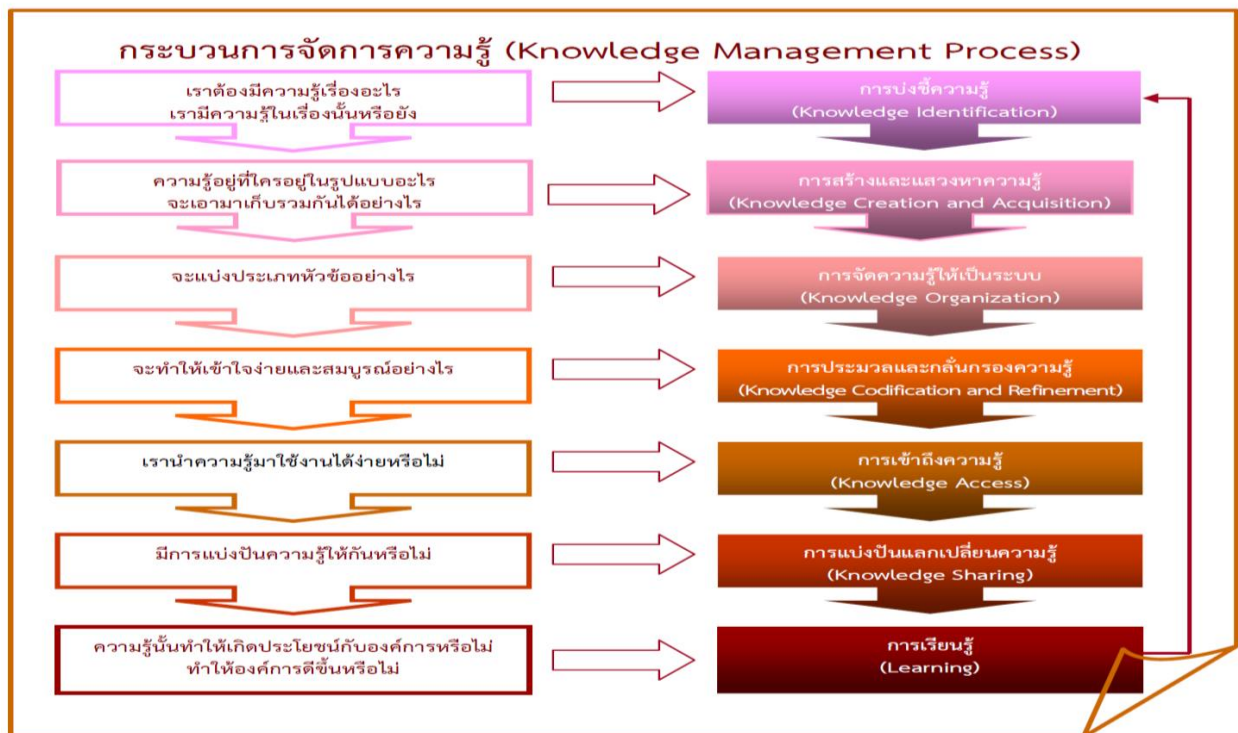 กระบวนการจัดการความรู้ (Knowledge Management Process)
เราต้องมีความรู้เรื่องอะไร
เรามีความรู้ในเรื่องนั้นหรือยัง
การบ่งชี้ความรู้
(Knowledge Identification)
ความรู้อยู่ที่ใครอยู่ในรูปแบบอะไร
จะเอามาเก็บรวมกันได้อย่างไร
การสร้างและแสวงหาความรู้
(Knowledge Creation and Acquisition)
จะแบ่งประเภทหัวข้ออย่างไร
การจัดความรู้ให้เป็นระบบ
(Knowledge Organization)
จะทำให้เข้าใจง่ายและสมบูรณ์อย่างไร
การประมวลและกลั่นกรองความรู้
(Knowledge Codification and Refinement)
เรานำความรู้มาใช้งานได้ง่ายหรือไม่
การเข้าถึงความรู้
(Knowledge Access)
มีการแบ่งปันความรู้ให้กันหรือไม่
การแบ่งปันแลกเปลี่ยนความรู้
(Knowledge Sharing)
ความรู้นั้นทำให้เกิดประโยชน์กับองค์การหรือไม่
ทำให้องค์การดีขึ้นหรือไม่
การเรียนรู้
(Learning)